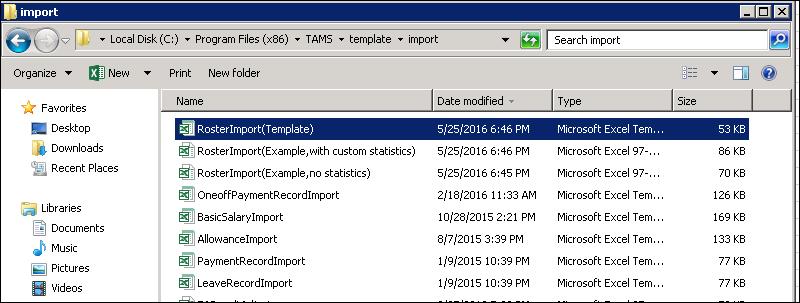 import
Local Disk (C:) Program Files (x86) TAMS template import Search import
Organize New Print New folder
Favorites
Desktop
Downloads
Recent Places
Libraries
Documents
Music
Pictures
Videos
Name Date modified Type Size
RosterImport(Template) 5/25/2016 6:46 PM Microsoft Excel Tem... 53 KB
RosterImport(Example,with custom statistics) 5/25/2016 6:46 PM Microsoft Excel 97-... 86 KB
RosterImport(Example,no statistics) 5/25/2016 6:45 PM Microsoft Excel 97-... 70 KB
OneoffPaymentRecordImport 2/18/2016 11:33 AM Microsoft Excel Tem... 126 KB
BasicSalaryImport 10/28/2015 2:21 PM Microsoft Excel Tem... 169 KB
AllowanceImport 8/7/2015 3:39 PM Microsoft Excel Tem... 133 KB
PaymentRecordImport 1/9/2015 10:39 PM Microsoft Excel Tem... 77 KB
LeaveRecordImport 1/9/2015 10:39 PM Microsoft Excel Tem... 77 KB